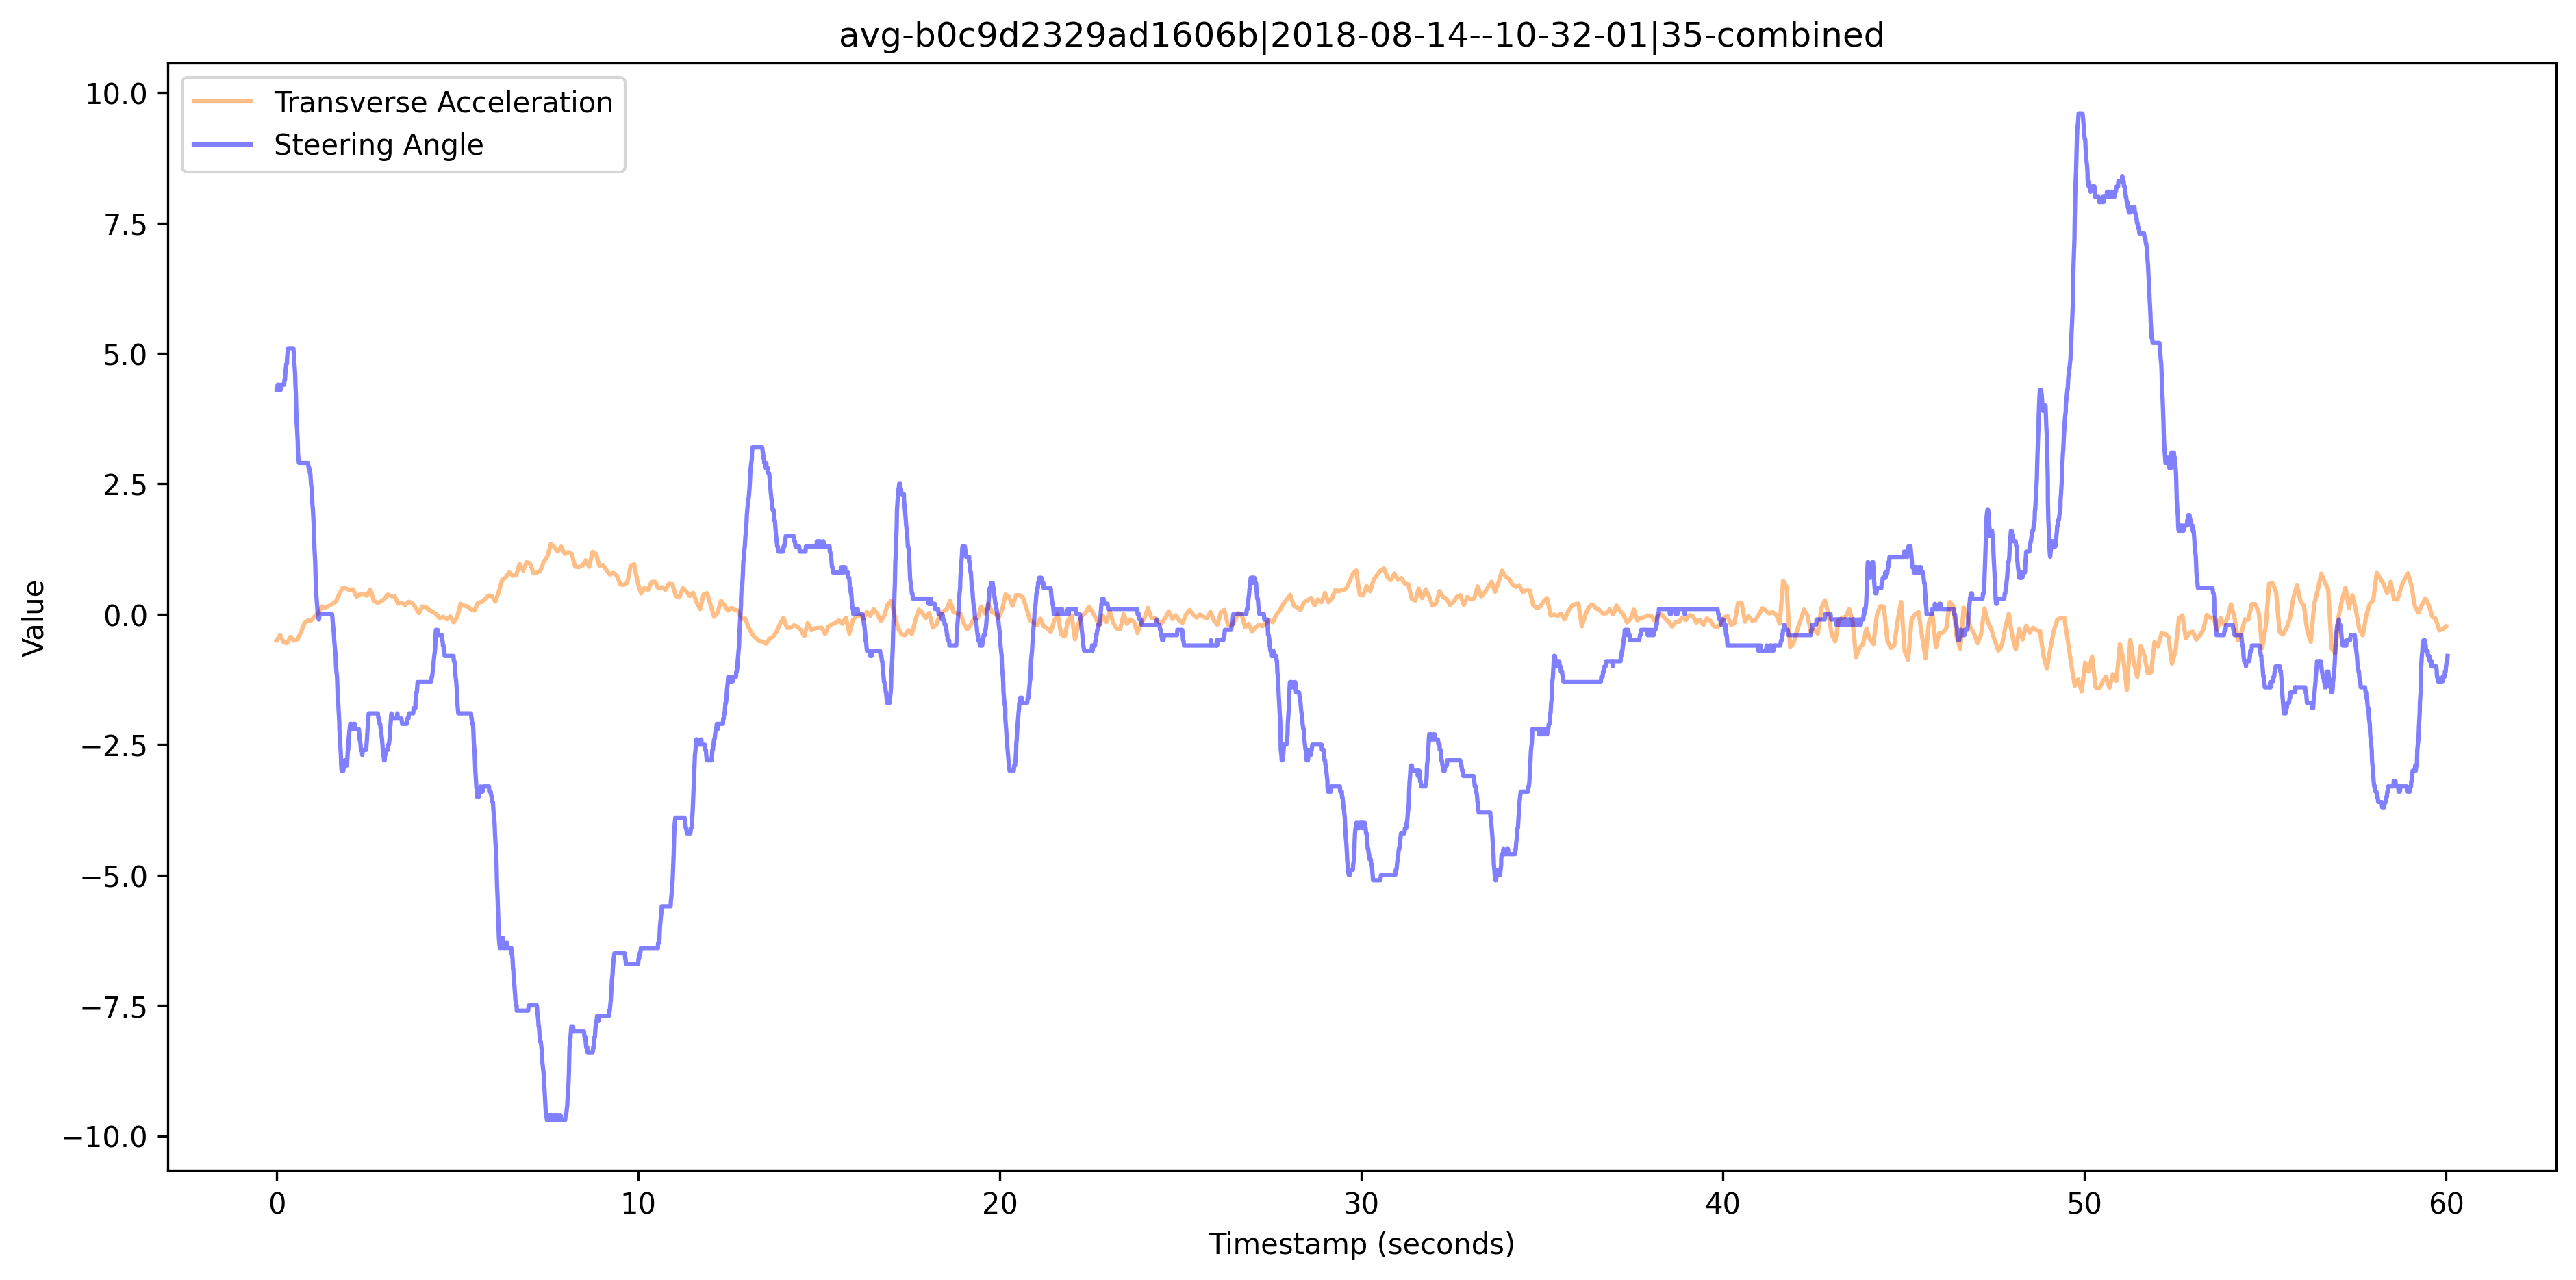 avg-b0c9d2329ad1606b|2018-08-14--10-32-01|35-combined
Transverse Acceleration
Steering Angle
10.0
7.5
5.0
2.5
0.0
−2.5
−5.0
−7.5
−10.0
Value
0 10 20 30 40 50 60
Timestamp (seconds)